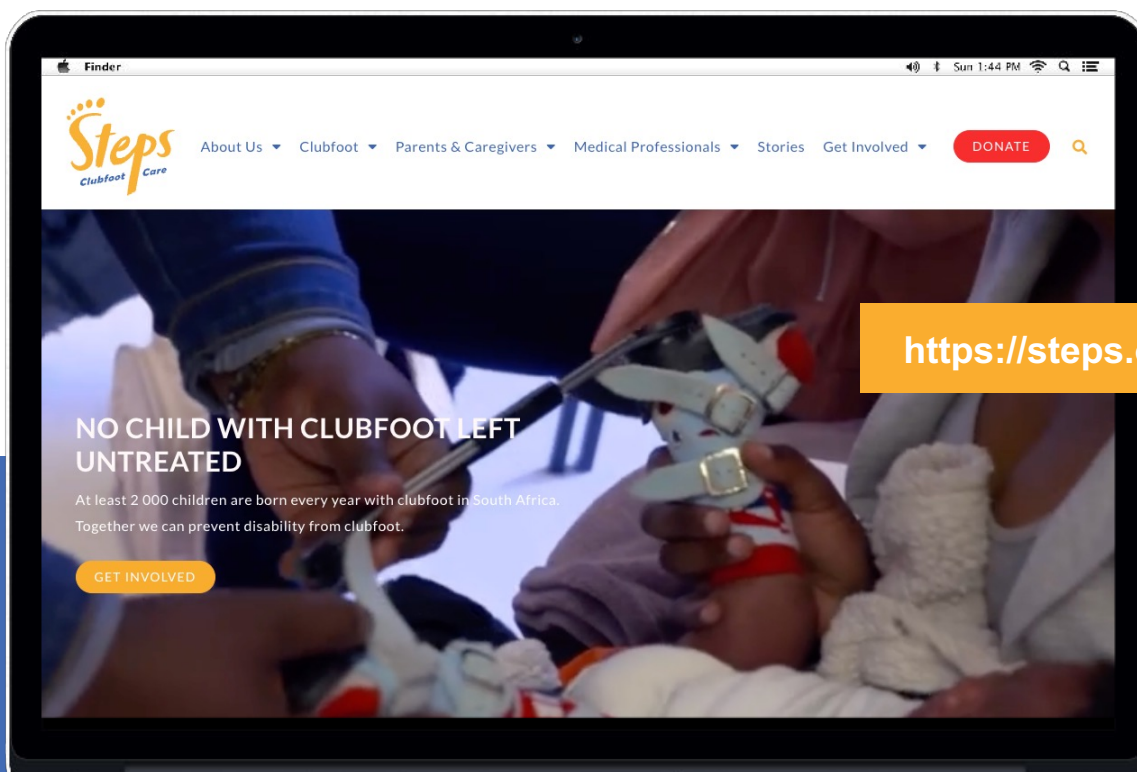 Finder
Sun 1:44 PM
Steps
Clubfoot Care
About Us
Clubfoot
Parents & Caregivers
Medical Professionals
Stories
Get Involved
DONATE
https://steps.
NO CHILD WITH CLUBFOOT LEFT
UNTREATED
At least 2 000 children are born every year with clubfoot in South Africa.
Together we can prevent disability from clubfoot.
GET INVOLVED